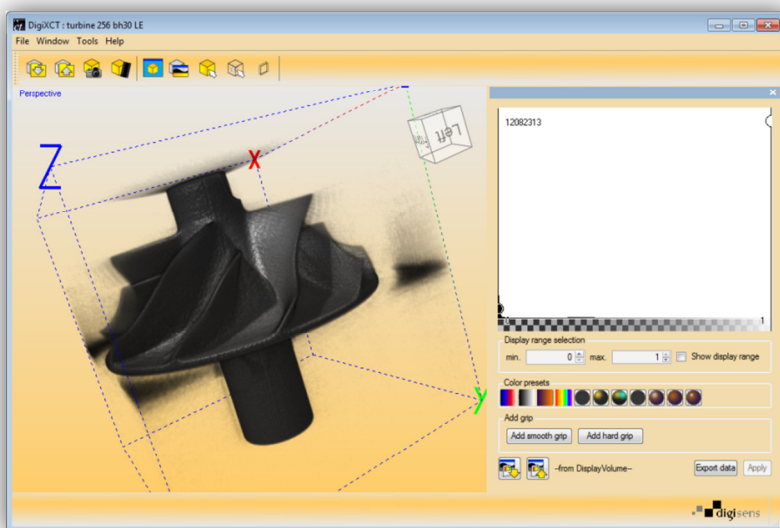 DigiXCT : turbine 256 bh30 LE
File Window Tools Help
Perspective
Z
X
Left
y
12082313
0
1
Display range selection
min. 0 max. 1 Show display range
Color presets
Add grip
Add smooth grip Add hard grip
--from DisplayVolume-- Export data Apply
digisens